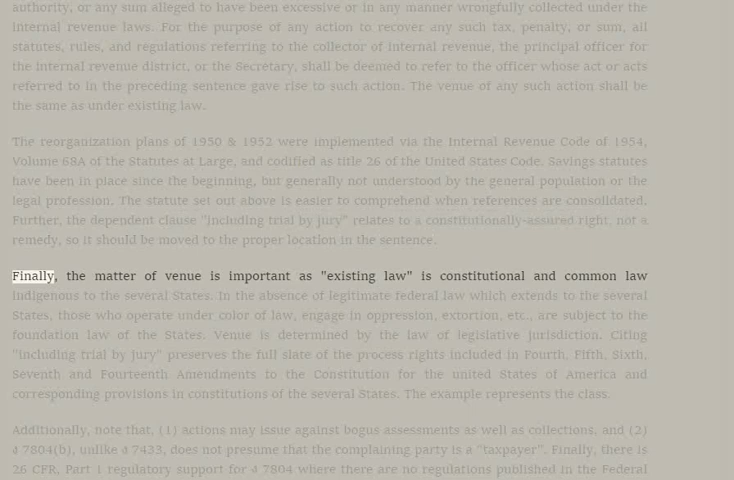 authority, or any sum alleged to have been excessive or in any manner wrongfully collected under the
internal revenue laws. For the purpose of any action to recover any such tax, penalty, or sum, all
statutes, rules, and regulations referring to the collector of internal revenue, the principal officer for
the internal revenue district, or the Secretary, shall be deemed to refer to the officer whose act or acts
referred to in the preceding sentence gave rise to such action. The venue of any such action shall be
the same as under existing law.
The reorganization plans of 1950 & 1952 were implemented via the Internal Revenue Code of 1954,
Volume 68A of the Statutes at Large, and codified as title 26 of the United States Code. Savings statutes
have been in place since the beginning, but generally not understood by the general population or the
legal profession. The statute set out above is easier to comprehend when references are consolidated.
Further, the dependent clause "including trial by jury" relates to a constitutionally-assured right, not a
remedy, so it should be moved to the proper location in the sentence.
Finally, the matter of venue is important as "existing law" is constitutional and common law
indigenous to the several States. In the absence of legitimate federal law which extends to the several
States, those who operate under color of law, engage in oppression, extortion, etc., are subject to the
foundation law of the States. Venue is determined by the law of legislative jurisdiction. Citing
"including trial by jury" preserves the full slate of the process rights included in Fourth, Fifth, Sixth,
Seventh and Fourteenth Amendments to the Constitution for the united States of America and
corresponding provisions in constitutions of the several States. The example represents the class.
Additionally, note that, (1) actions may issue against bogus assessments as well as collections, and (2)
∂ 7804(b), unlike ∂ 7433, does not presume that the complaining party is a "taxpayer". Finally, there is
26 CFR, Part 1 regulatory support for ∂ 7804 where there are no regulations published in the Federal